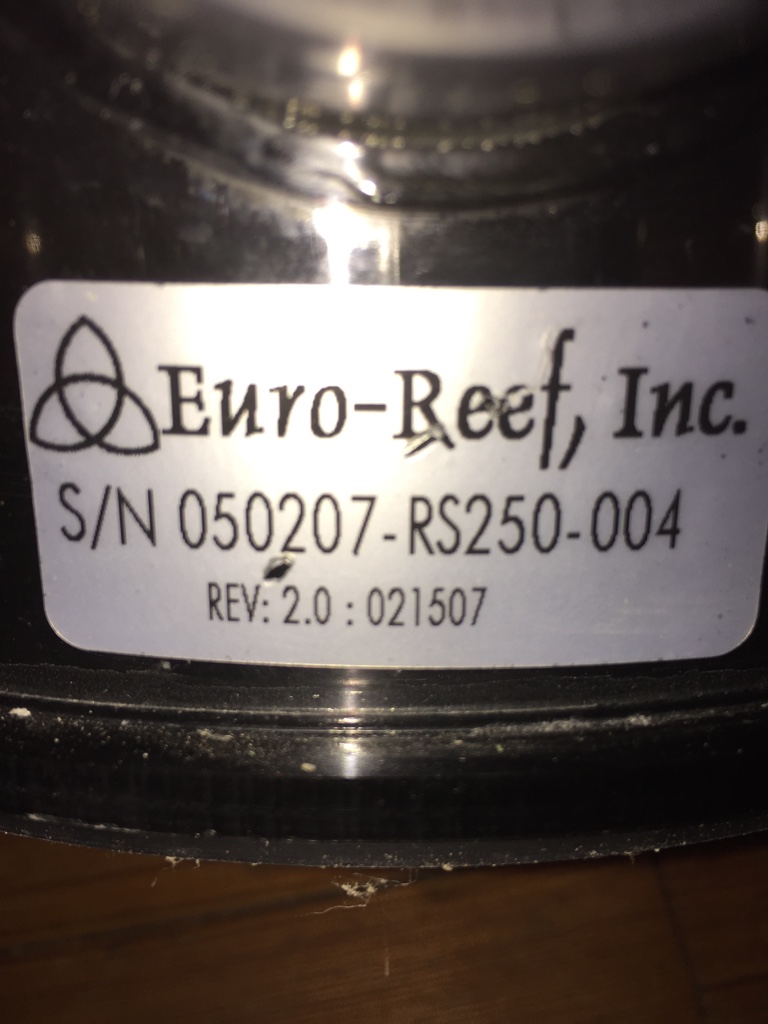 Euro-Reef, Inc.
S/N 050207-RS250-004
REV: 2.0 : 021507